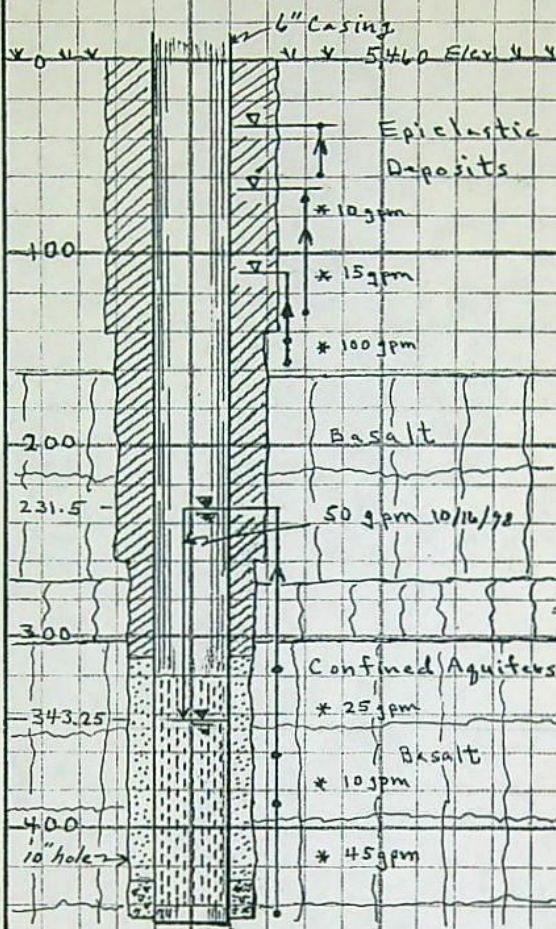 6" Casing
0
5460 Elev
Epiclastic
Deposits
* 10 gpm
100
* 15 gpm
* 100 gpm
Basalt
200
231.5
50 gpm 10/16/98
300
Confined Aquifers
* 25 gpm
343.25
Basalt
* 10 gpm
400
* 45 gpm
10" hole